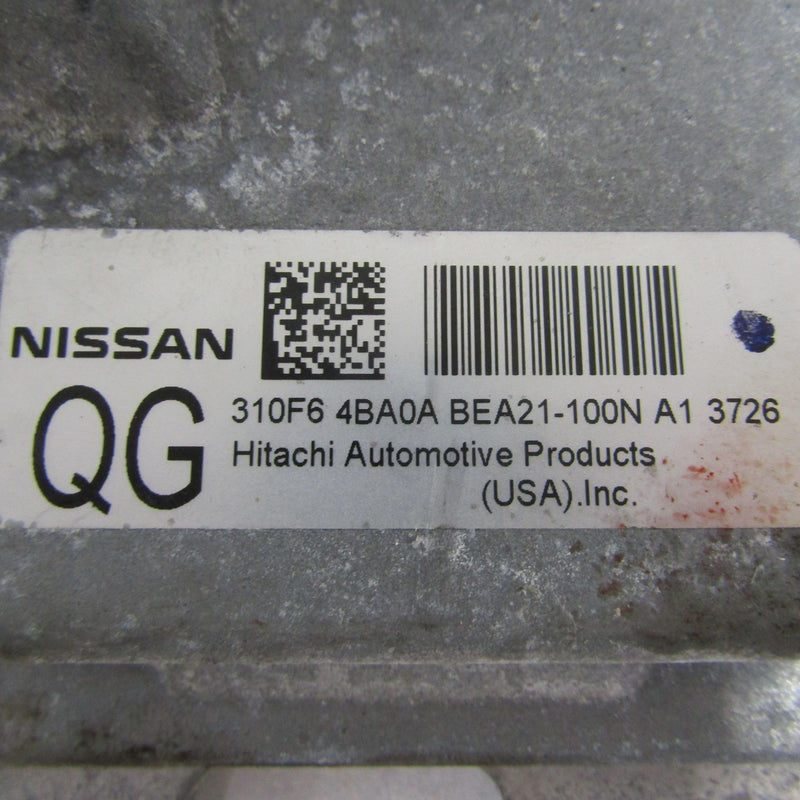 NISSAN
QG
310F6 4BA0A BEA21-100N A1 3726
Hitachi Automotive Products
(USA).Inc.